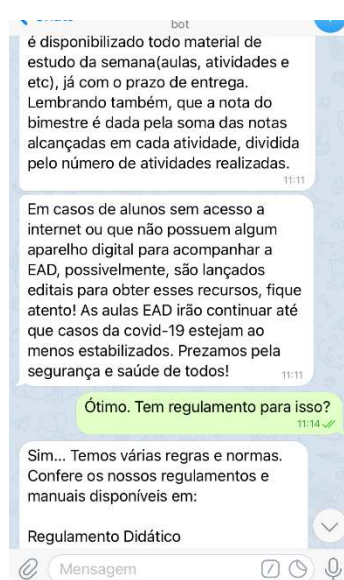 bot
é disponibilizado todo material de
estudo da semana(aulas, atividades e
etc), já com o prazo de entrega.
Lembrando também, que a nota do
bimestre é dada pela soma das notas
alcançadas em cada atividade, dividida
pelo número de atividades realizadas.
11:11
Em casos de alunos sem acesso a
internet ou que não possuem algum
aparelho digital para acompanhar a
EAD, possivelmente, são lançados
editais para obter esses recursos, fique
atento! As aulas EAD irão continuar até
que casos da covid-19 estejam ao
menos estabilizados. Prezamos pela
segurança e saúde de todos!
11:11
Ótimo. Tem regulamento para isso?
11:14
Sim... Temos várias regras e normas.
Confere os nossos regulamentos e
manuais disponíveis em:
Regulamento Didático
Mensagem